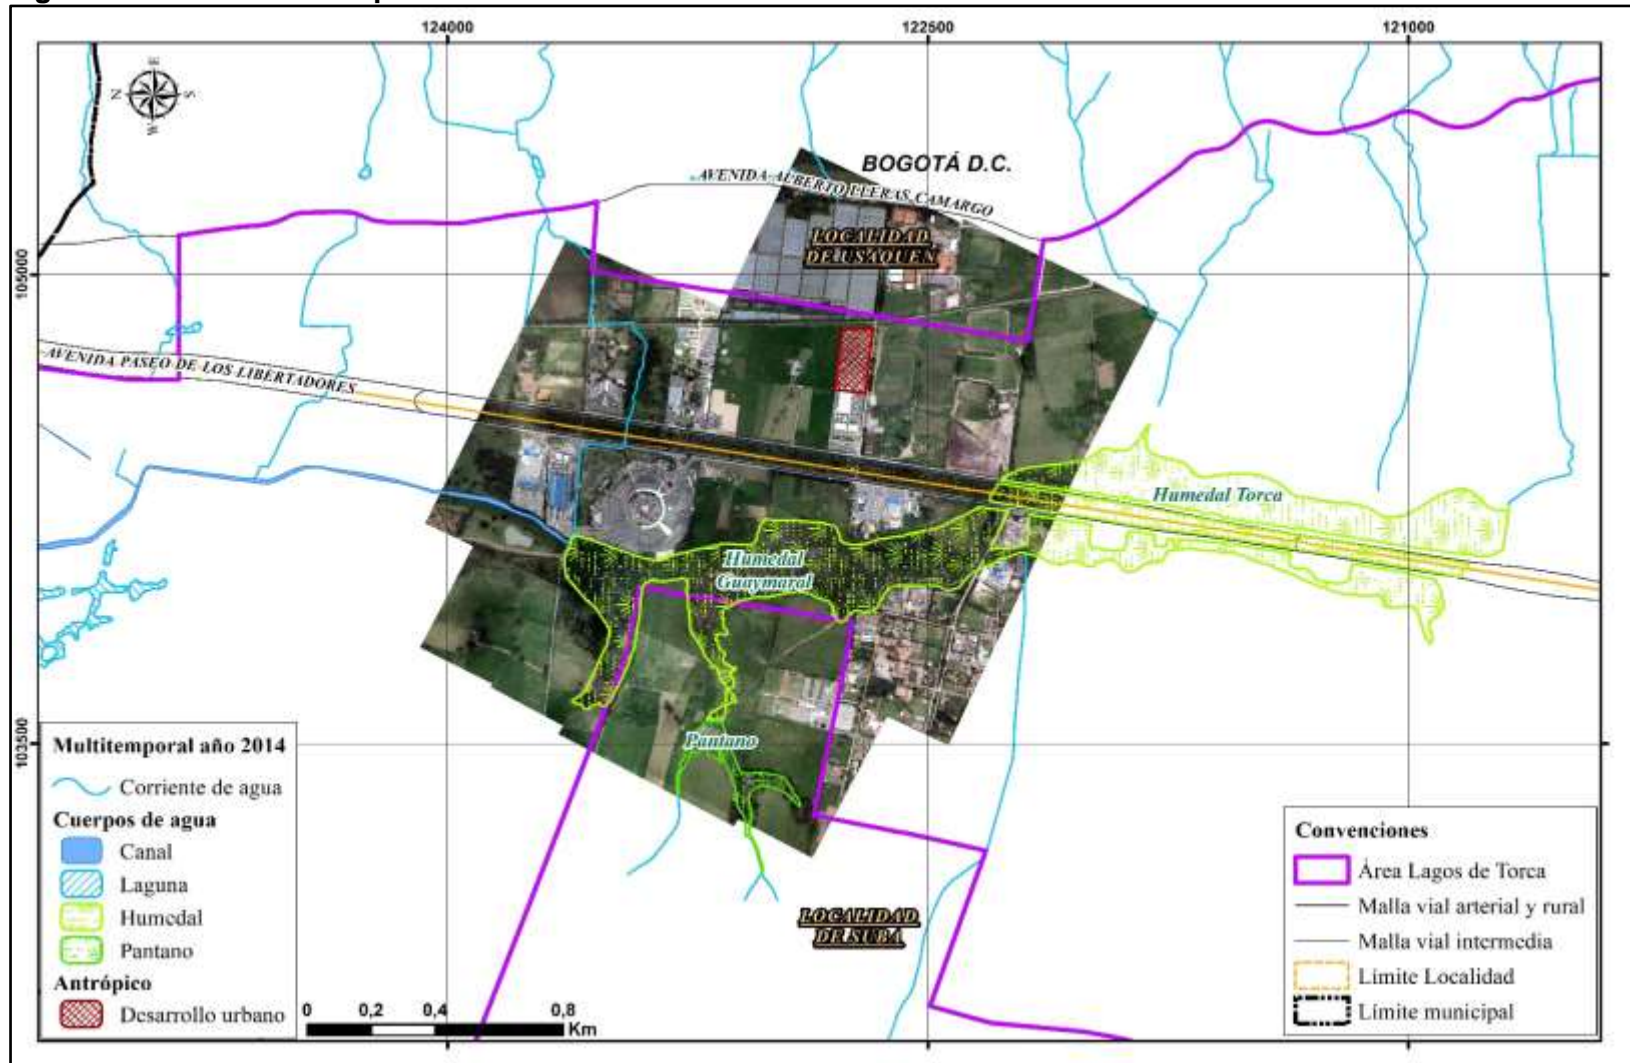 124000
122500
121000
E
N
S
W
BOGOTÁ D.C.
AVENIDA ALBERTO LLERAS CAMARGO
LOCALIDAD
DE USAQUEN
105000
AVENIDA PASEO DE LOS LIBERTADORES
Humedal Torca
Humedal
Guaymaral
Pantano
103500
LOCALIDAD
DE SUBA
Multitemporal año 2014
Corriente de agua
Cuerpos de agua
Canal
Laguna
Humedal
Pantano
Antrópico
Desarrollo urbano
0 0,2 0,4 0,8
Km
Convenciones
Área Lagos de Torca
Malla vial arterial y rural
Malla vial intermedia
Límite Localidad
Límite municipal